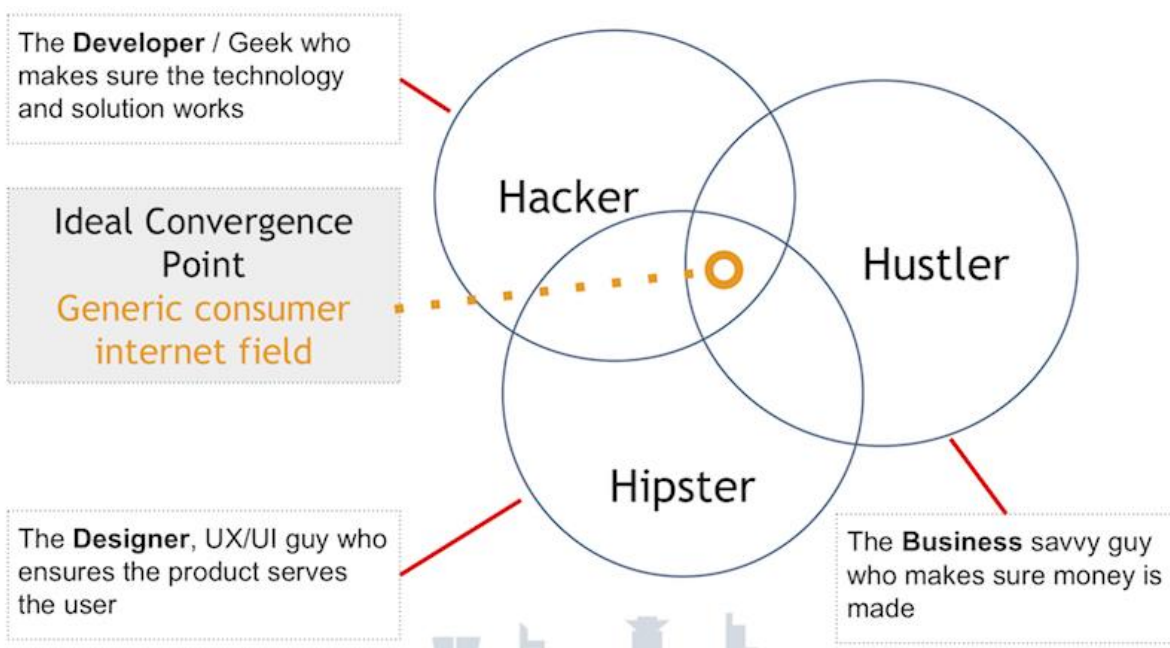 The Developer / Geek who
makes sure the technology
and solution works
Hacker
Hustler
Ideal Convergence
Point
Generic consumer
internet field
Hipster
The Designer, UX/UI guy who
ensures the product serves
the user
The Business savvy guy
who makes sure money is
made